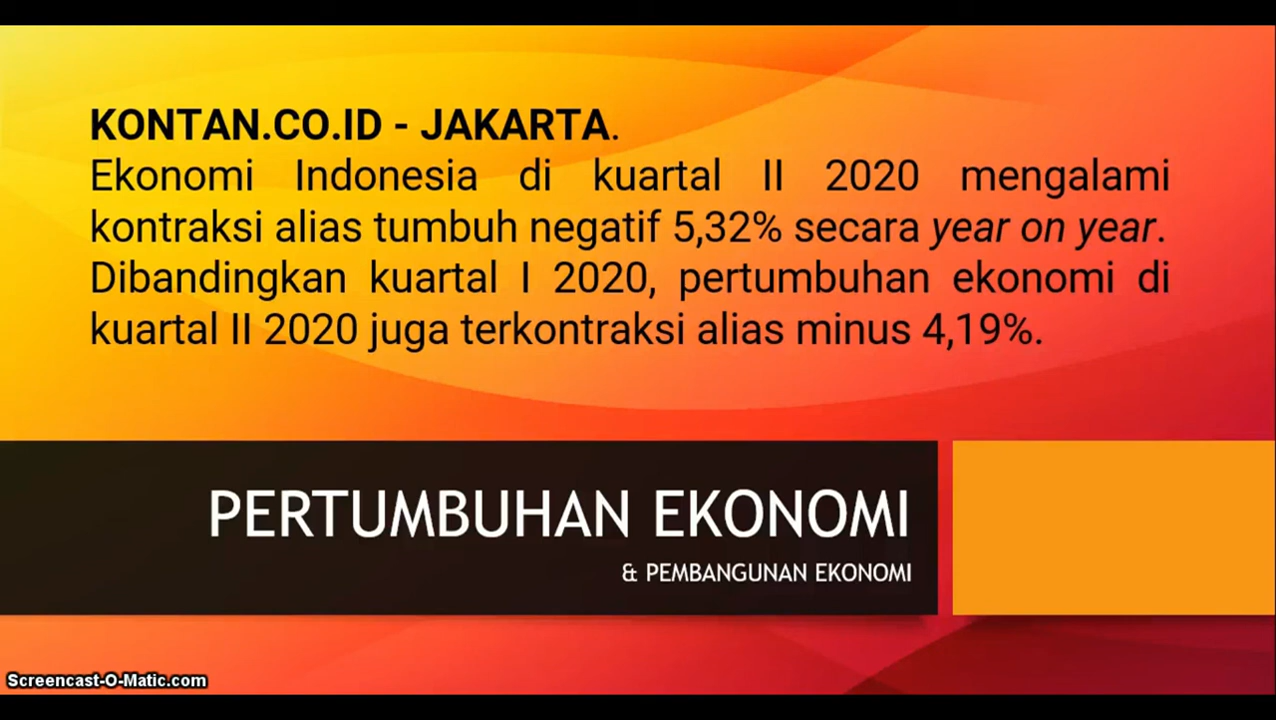 KONTAN.CO.ID - JAKARTA.
Ekonomi Indonesia di kuartal II 2020 mengalami
kontraksi alias tumbuh negatif 5,32% secara year on year.
Dibandingkan kuartal I 2020, pertumbuhan ekonomi di
kuartal II 2020 juga terkontraksi alias minus 4,19%.
PERTUMBUHAN EKONOMI
& PEMBANGUNAN EKONOMI
Screencast-O-Matic.com